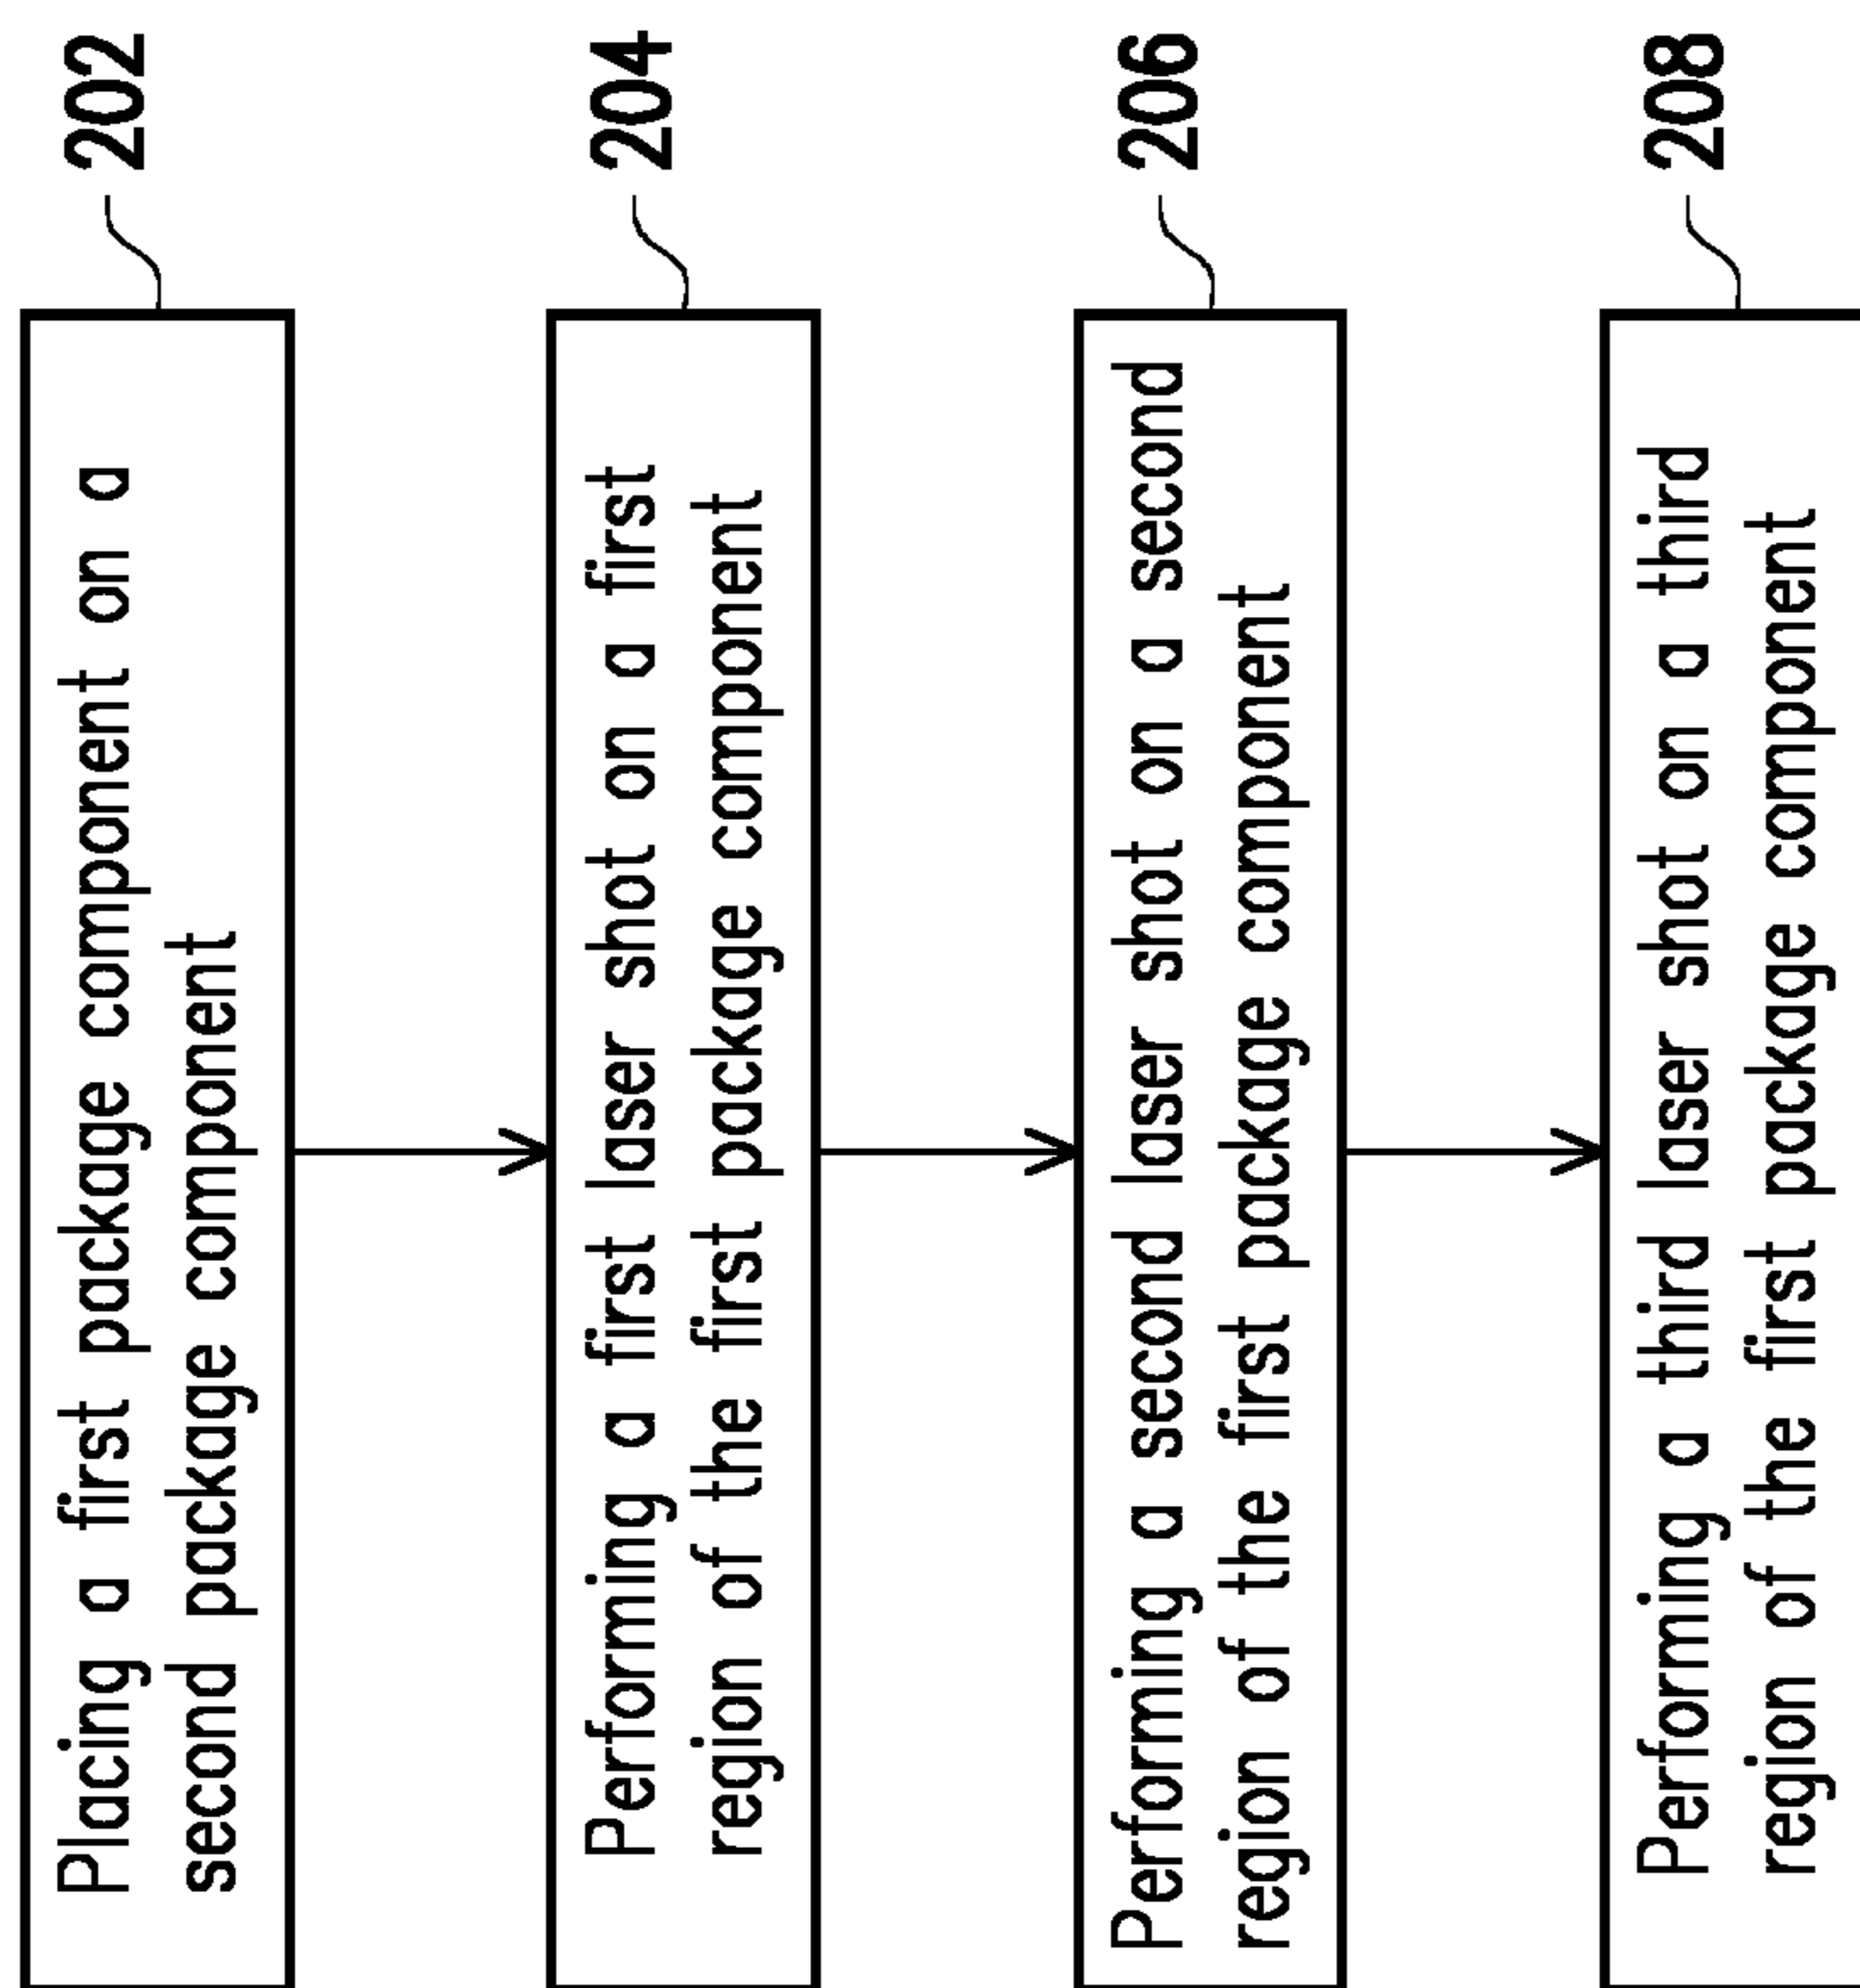 Placing a first package component on a
second package component
202
Performing a first laser shot on a first
region of the first package component
204
Performing a second laser shot on a second
region of the first package component
206
Performing a third laser shot on a third
region of the first package component
208